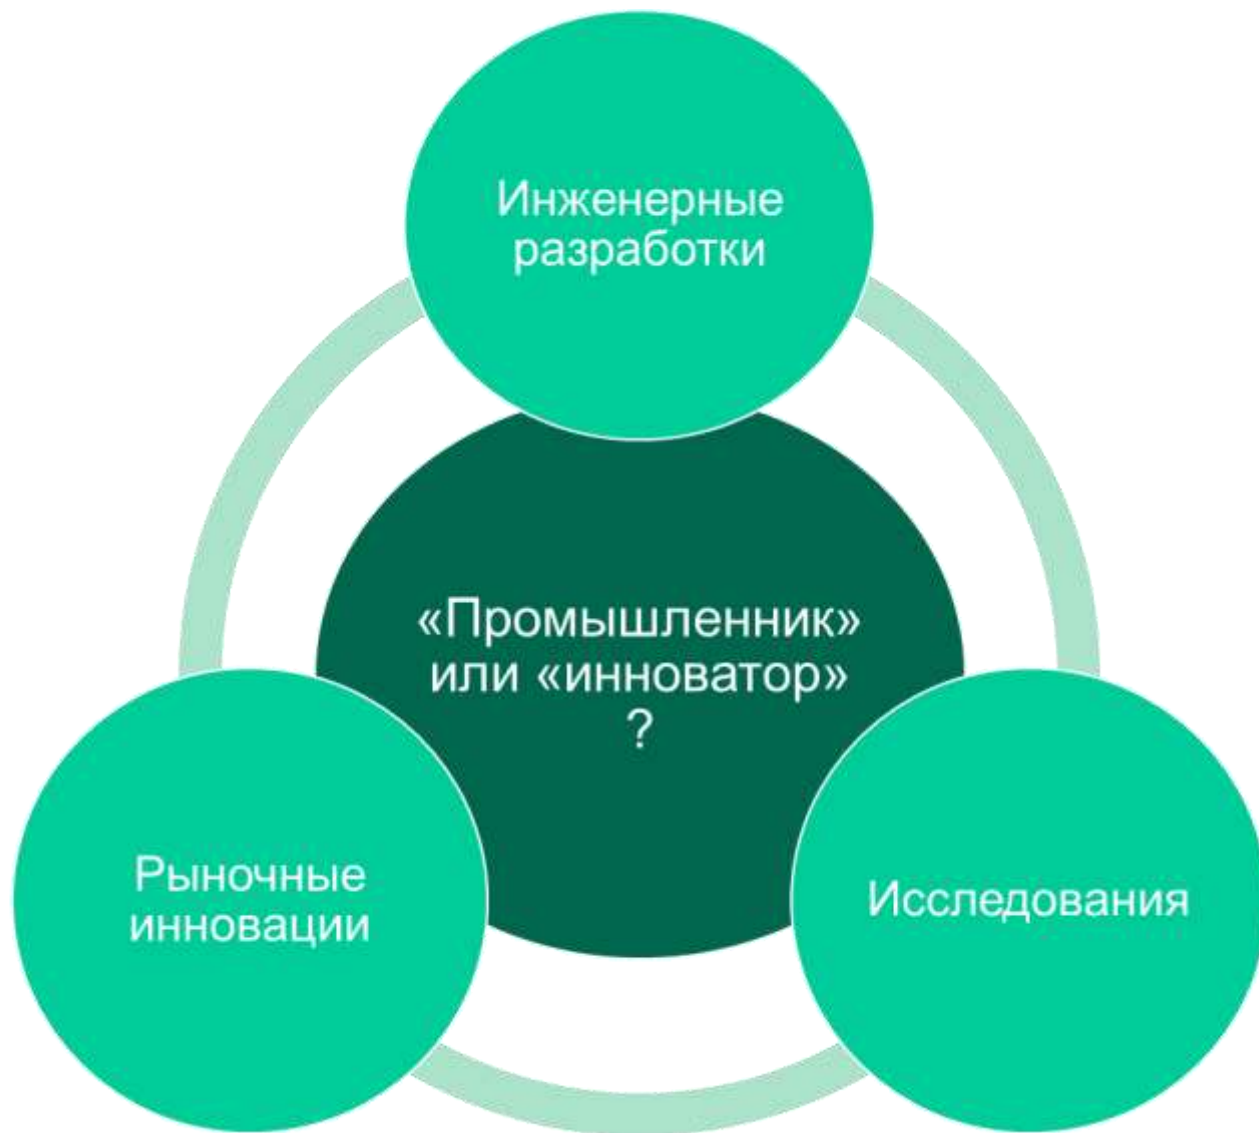 Инженерные
разработки
«Промышленник»
или «инноватор»
?
Рыночные
инновации
Исследования